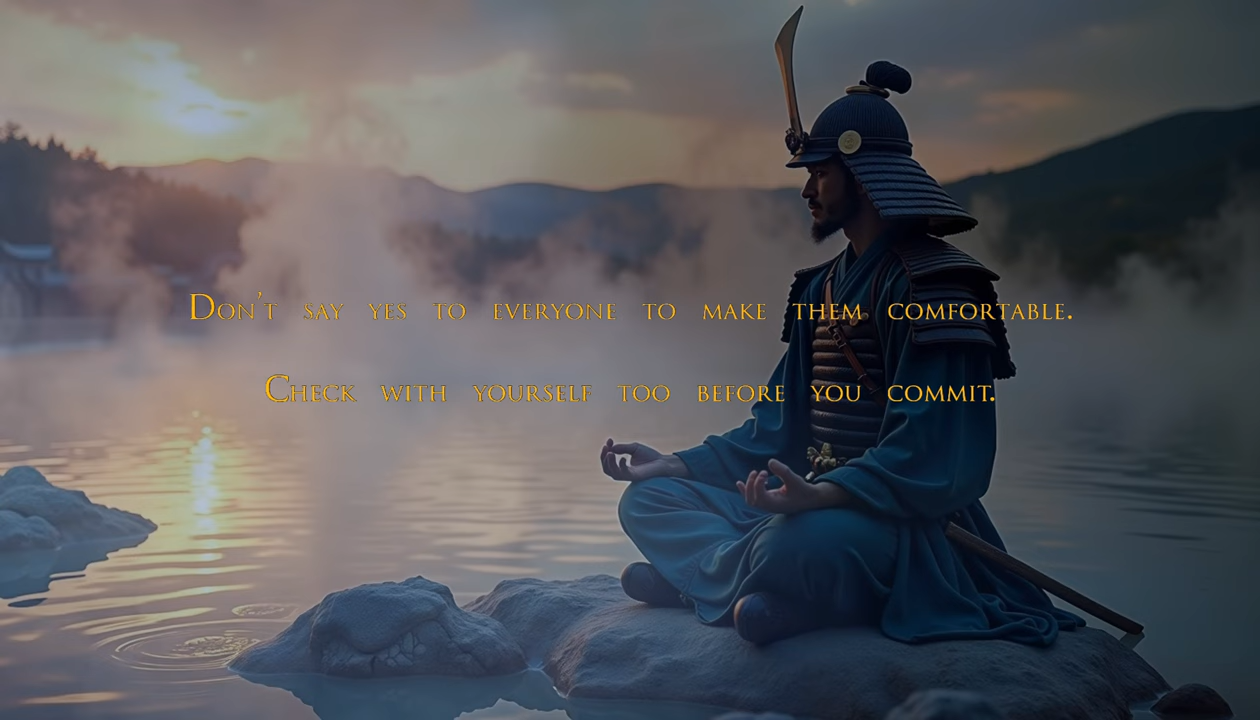 Don't say yes to everyone to make them comfortable.
Check with yourself too before you commit.